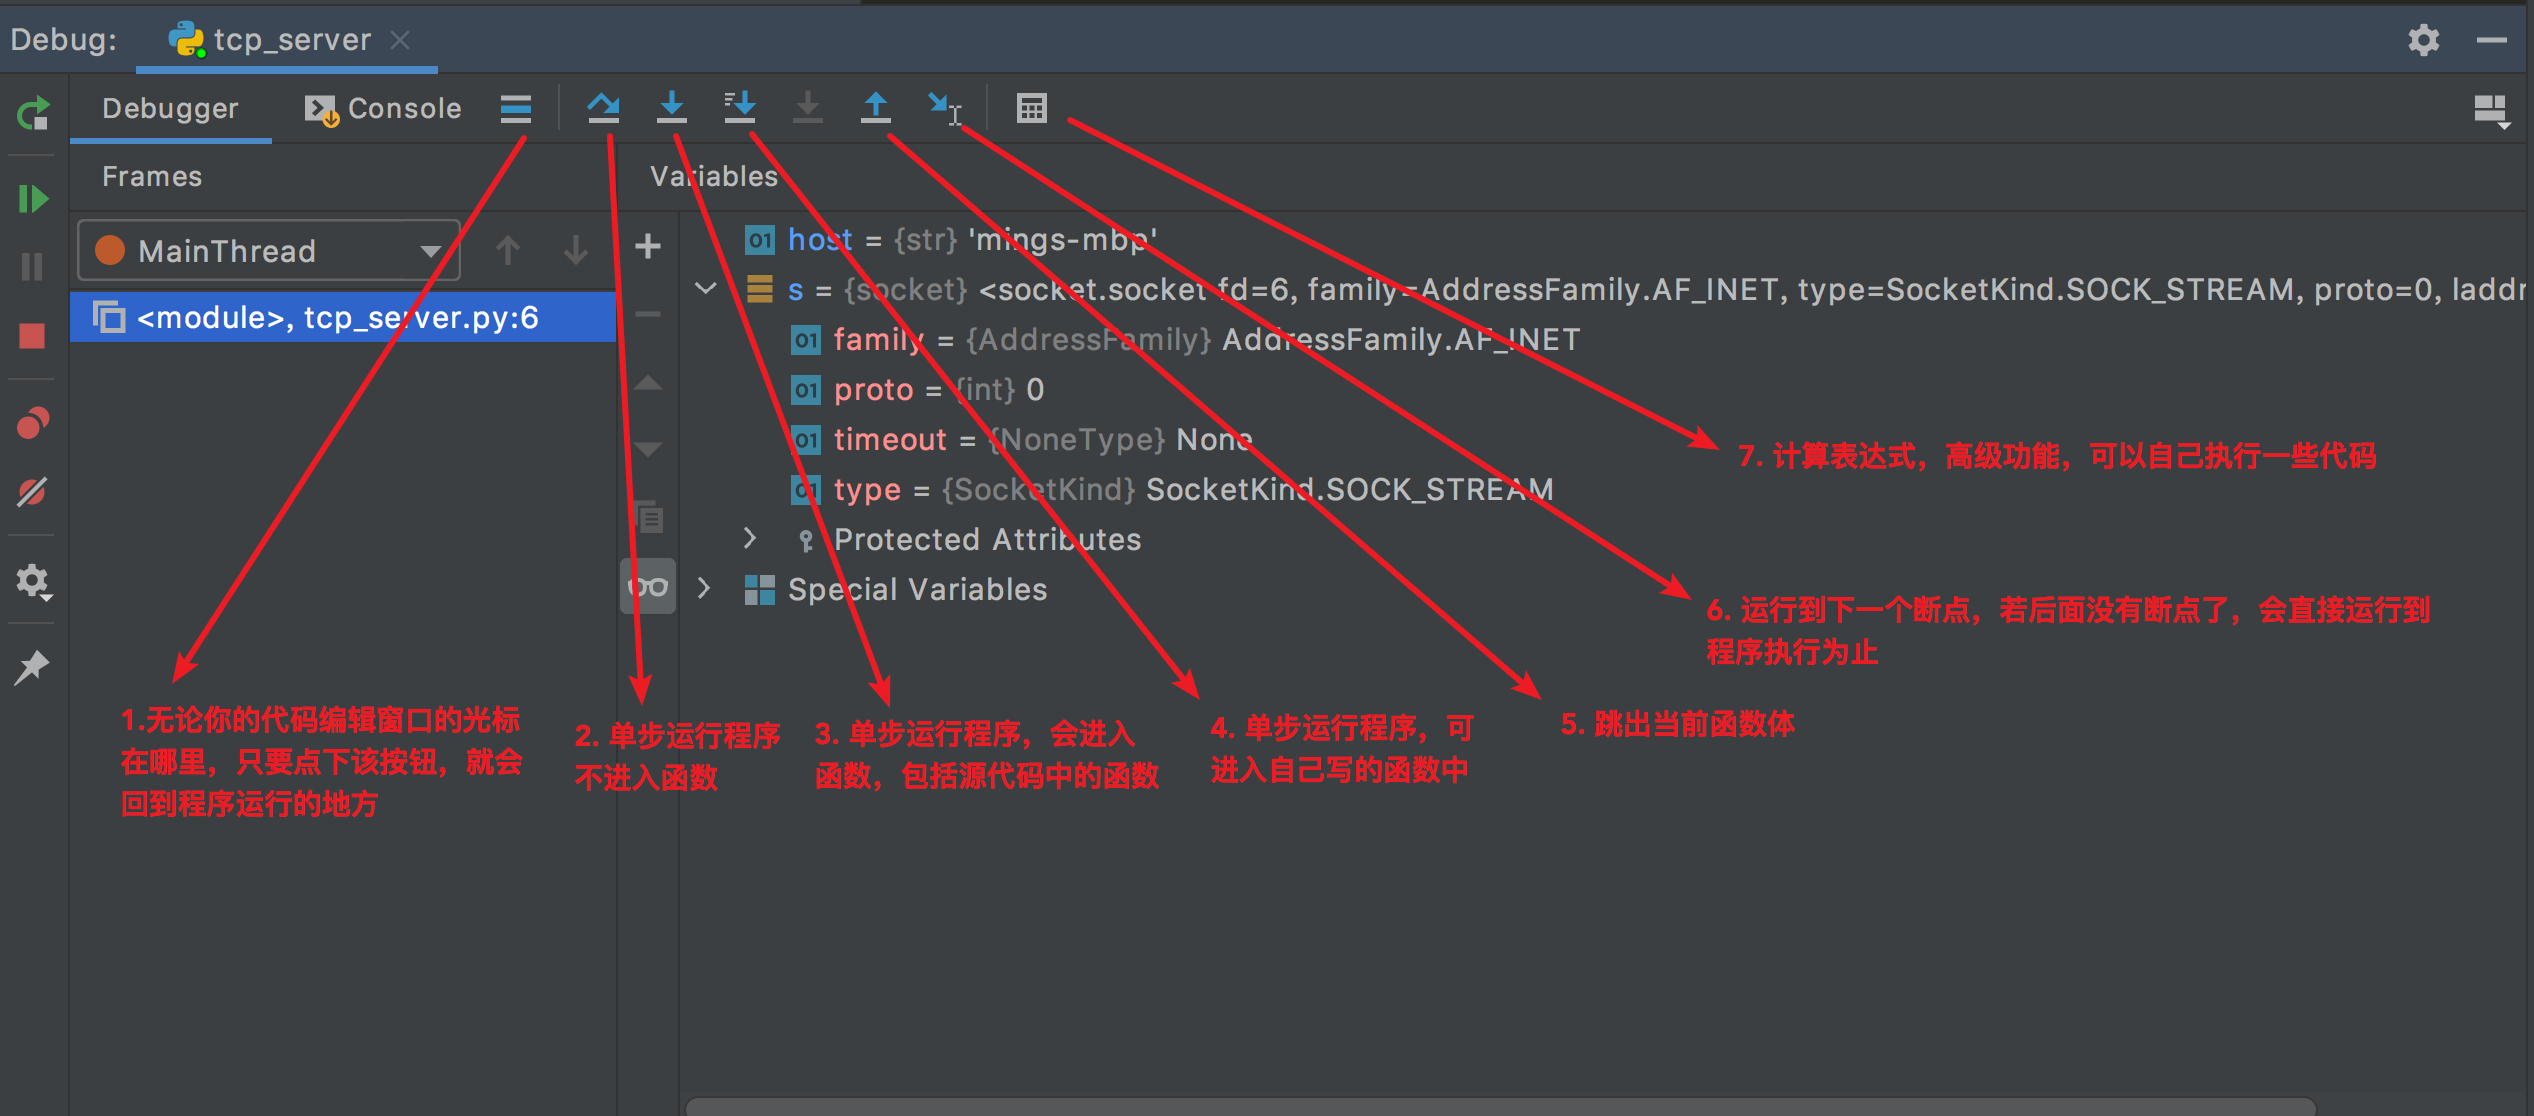 Debug:
tcp_server
Debugger
Console
Frames
Variables
MainThread
<module>, tcp_server.py:6
host = {str} 'mings-mbp'
s = {socket} <socket.socket fd=6, family=AddressFamily.AF_INET, type=SocketKind.SOCK_STREAM, proto=0, laddr
family = {AddressFamily} AddressFamily.AF_INET
proto = {int} 0
timeout = {NoneType} None
type = {SocketKind} SocketKind.SOCK_STREAM
Protected Attributes
Special Variables
7. 计算表达式，高级功能，可以自己执行一些代码
6. 运行到下一个断点，若后面没有断点了，会直接运行到
程序执行为止
1.无论你的代码编辑窗口的光标
在哪里，只要点下该按钮，就会
回到程序运行的地方
2. 单步运行程序
不进入函数
3. 单步运行程序，会进入
函数，包括源代码中的函数
4. 单步运行程序，可
进入自己写的函数中
5. 跳出当前函数体